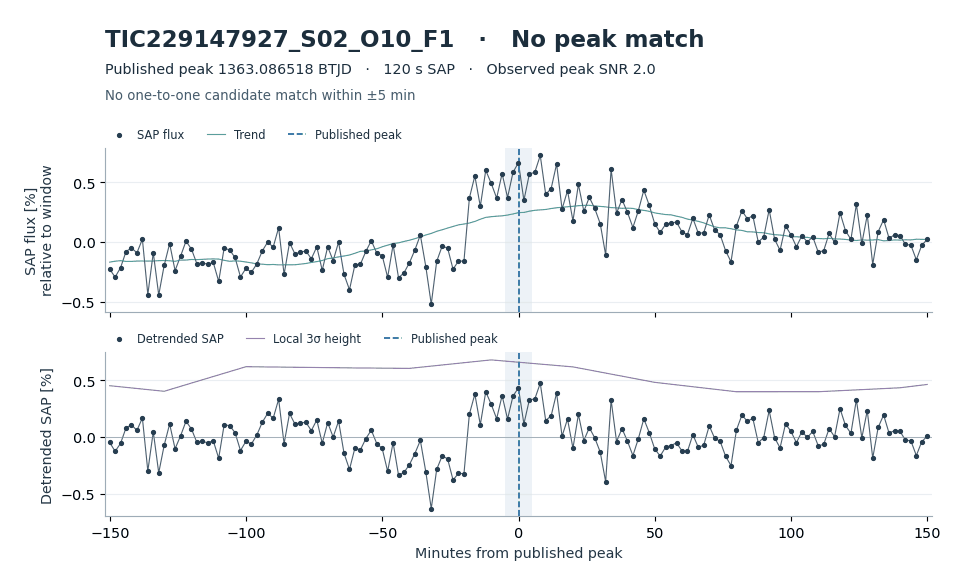 TIC229147927_S02_O10_F1 · No peak match
Published peak 1363.086518 BTJD · 120 s SAP · Observed peak SNR 2.0
No one-to-one candidate match within ±5 min
SAP flux Trend Published peak
SAP flux [%]
relative to window
0.5
0.0
−0.5
Detrended SAP Local 3σ height Published peak
Detrended SAP [%]
0.5
0.0
−0.5
−150 −100 −50 0 50 100 150
Minutes from published peak